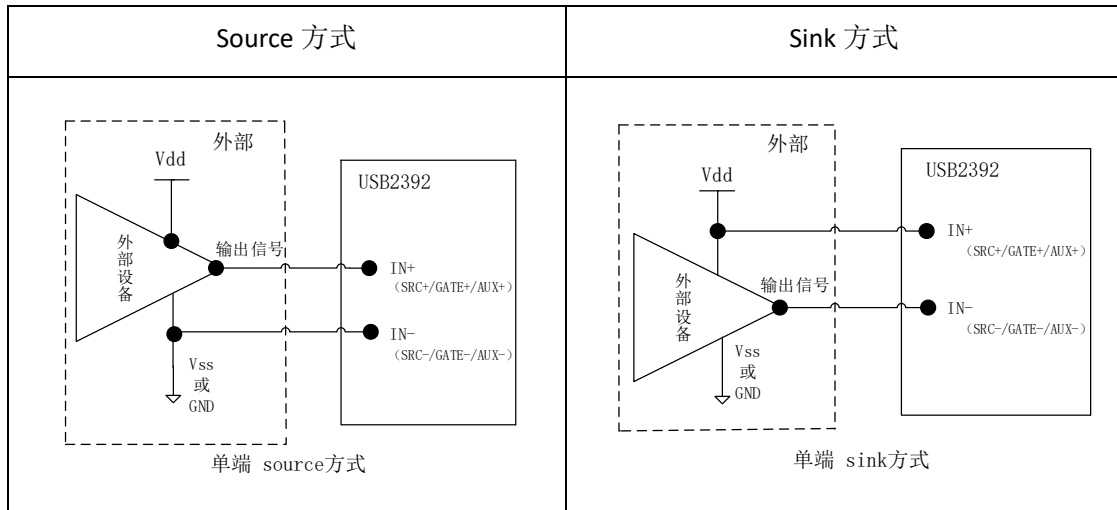 Source 方式
Sink 方式
外部
Vdd
USB2392
外部设备
输出信号
IN+
(SRC+/GATE+/AUX+)
IN-
(SRC-/GATE-/AUX-)
Vss
或
GND
单端 source方式
外部
Vdd
USB2392
IN+
(SRC+/GATE+/AUX+)
外部设备
输出信号
IN-
(SRC-/GATE-/AUX-)
Vss
或
GND
单端 sink方式